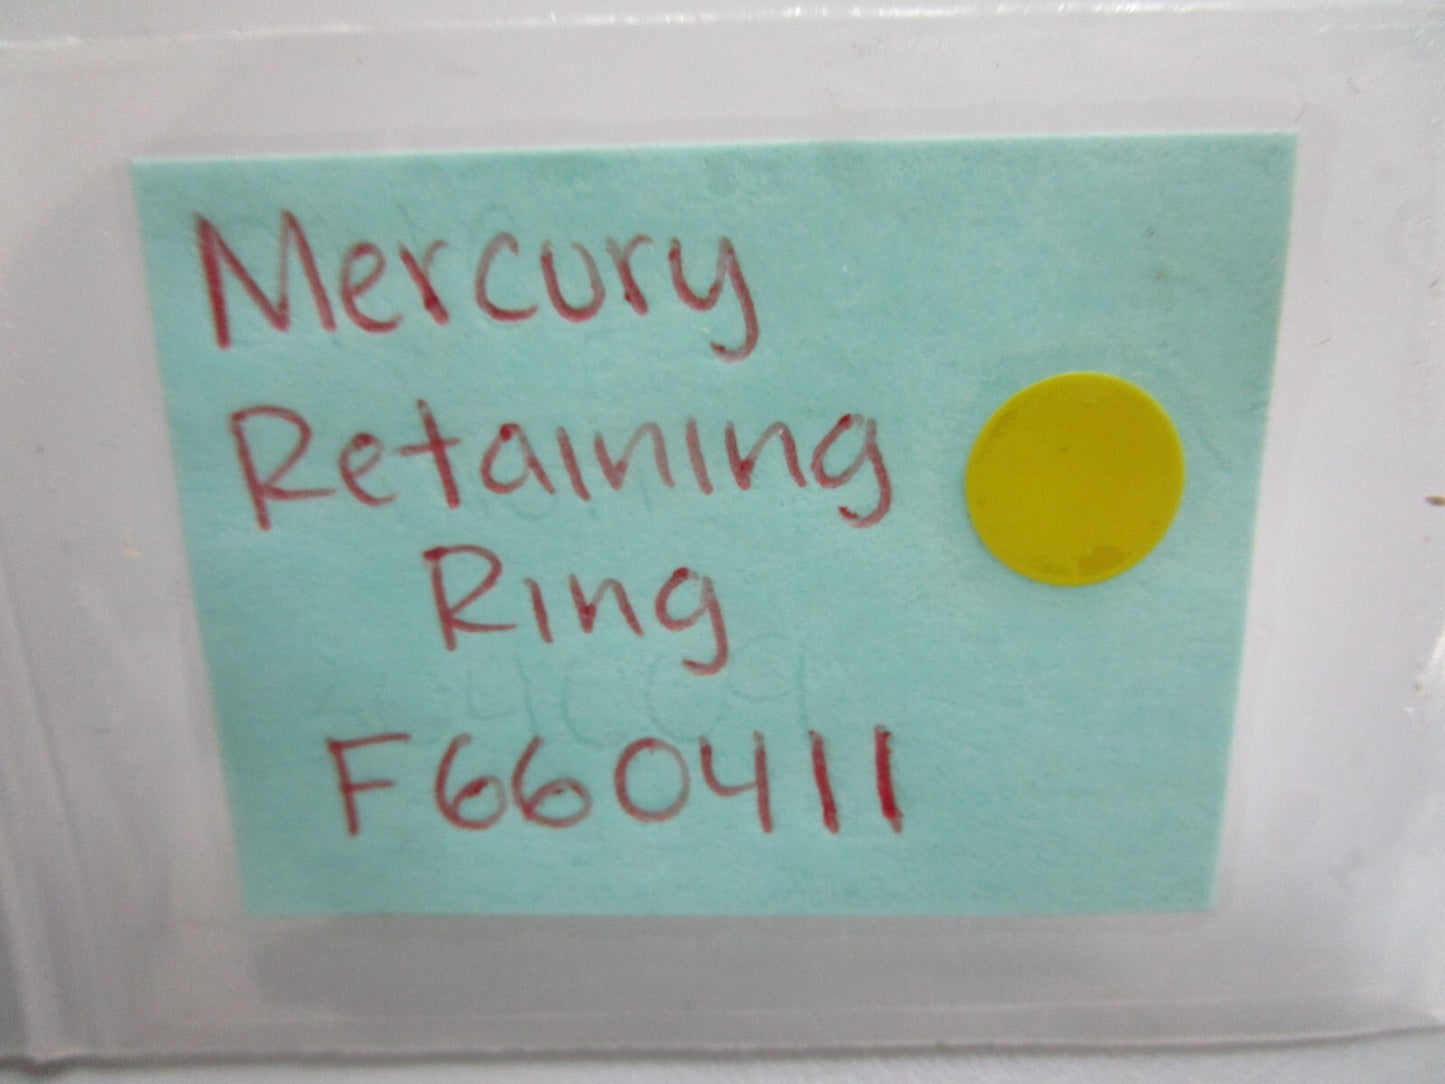 Mercury
Retaining
Ring
F660411